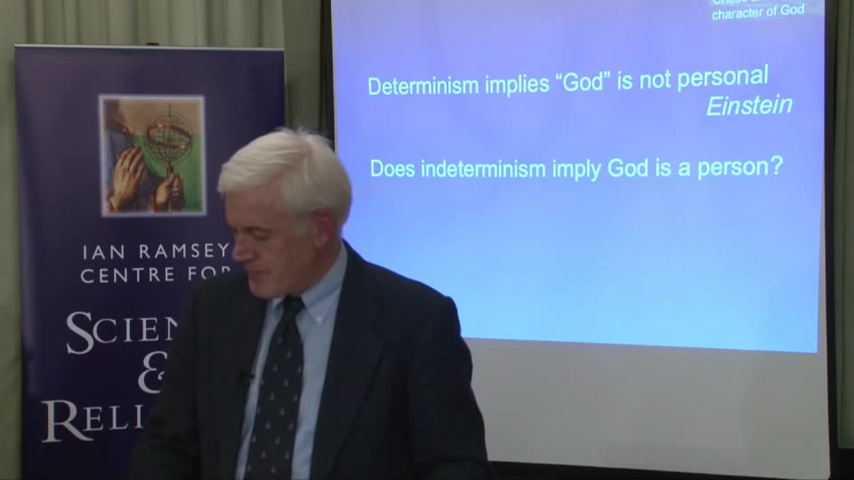 IAN RAMSEY
CENTRE FOR
SCIEN
&
RELI
character of God
Determinism implies “God” is not personal
Einstein
Does indeterminism imply God is a person?